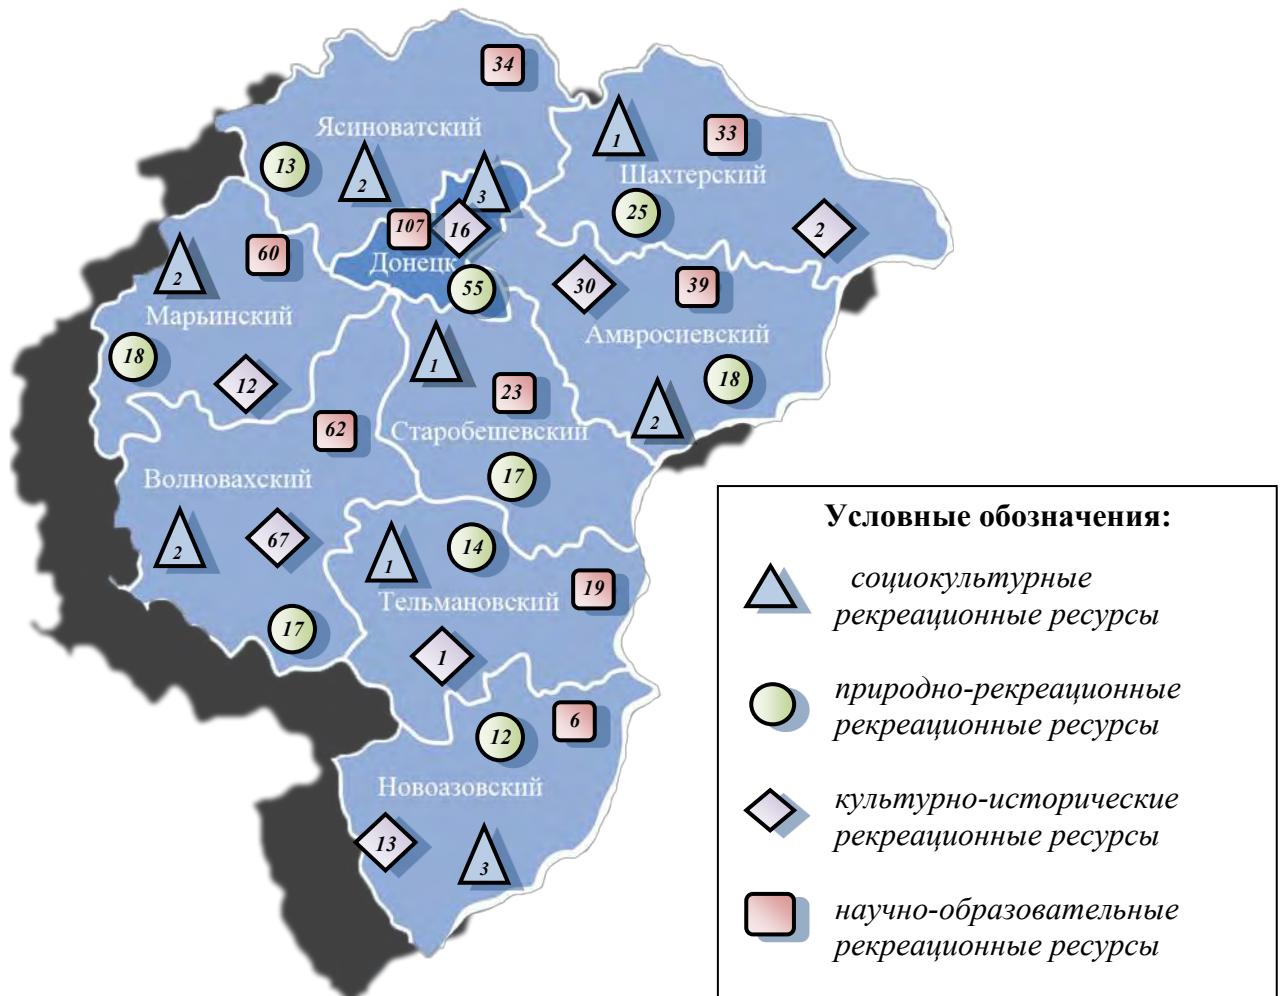 34
Ясиноватский
1
33
13
2
3
Шахтерский
25
107
16
2
60
2
Донецк
30
39
55
Марьинский
Амвросиевский
18
1
18
12
23
2
62
Старобешевский
Волновахский
17
2
67
14
1
19
Тельмановский
17
1
12
6
Новоазовский
13
3
Условные обозначения:
социокультурные
рекреационные ресурсы
природно-рекреационные
рекреационные ресурсы
культурно-исторические
рекреационные ресурсы
научно-образовательные
рекреационные ресурсы